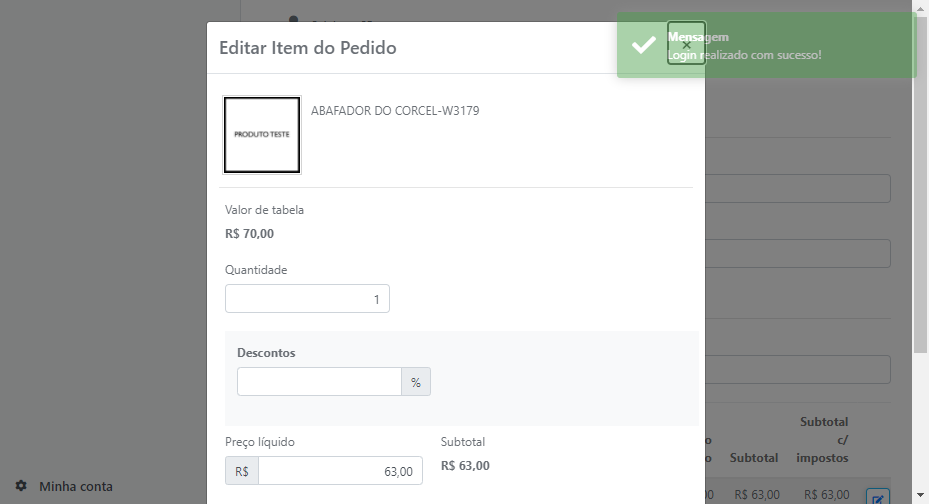 Editar Item do Pedido
×
Mensagem
Login realizado com sucesso!
PRODUTO TESTE
ABAFADOR DO CORCEL-W3179
Valor de tabela
R$ 70,00
Quantidade
1
Descontos
%
Preço líquido
Subtotal
R$ 63,00
R$
63,00
Subtotal
c/
Subtotal
impostos
R$ 63,00
R$ 63,00
Minha conta